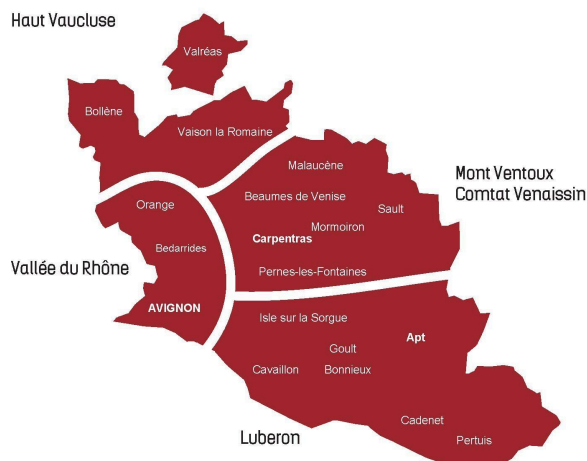 Haut Vaucluse
Valréas
Bollène
Vaison la Romaine
Malaucène
Mont Ventoux
Comtat Venaissin
Beaumes de Venise
Sault
Orange
Mormoiron
Carpentras
Bedarrides
Vallée du Rhône
Pernes-les-Fontaines
AVIGNON
Isle sur la Sorgue
Apt
Goult
Cavaillon
Bonnieux
Cadenet
Luberon
Pertuis